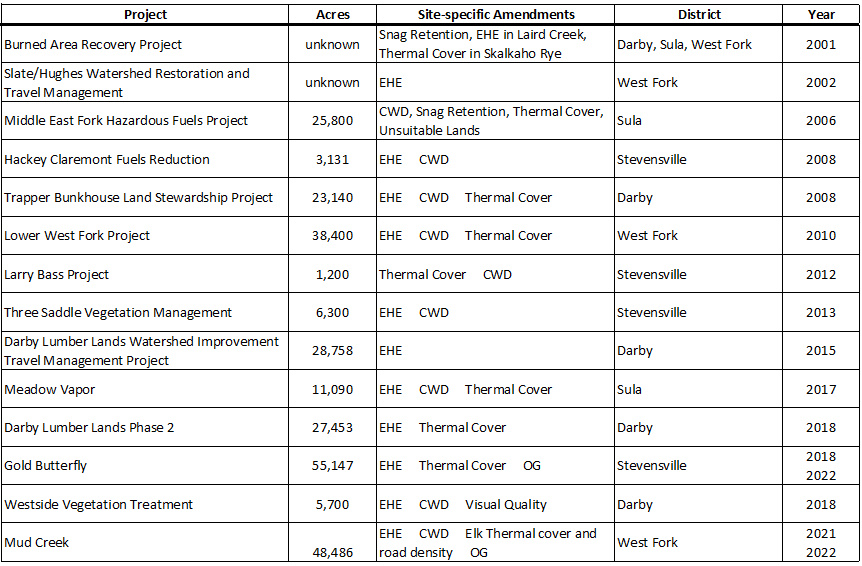 Project Acres Site-specific Amendments District Year
Burned Area Recovery Project unknown Snag Retention, EHE in Laird Creek, Thermal Cover in Skalkaho Rye Darby, Sula, West Fork 2001
Slate/Hughes Watershed Restoration and Travel Management unknown EHE West Fork 2002
Middle East Fork Hazardous Fuels Project 25,800 CWD, Snag Retention, Thermal Cover, Unsuitable Lands Sula 2006
Hackey Claremont Fuels Reduction 3,131 EHE CWD Stevensville 2008
Trapper Bunkhouse Land Stewardship Project 23,140 EHE CWD Thermal Cover Darby 2008
Lower West Fork Project 38,400 EHE CWD Thermal Cover West Fork 2010
Larry Bass Project 1,200 Thermal Cover CWD Stevensville 2012
Three Saddle Vegetation Management 6,300 EHE CWD Stevensville 2013
Darby Lumber Lands Watershed Improvement Travel Management Project 28,758 EHE Darby 2015
Meadow Vapor 11,090 EHE CWD Thermal Cover Sula 2017
Darby Lumber Lands Phase 2 27,453 EHE Thermal Cover Darby 2018
Gold Butterfly 55,147 EHE Thermal Cover OG Stevensville 2018 2022
Westside Vegetation Treatment 5,700 EHE CWD Visual Quality Darby 2018
Mud Creek 48,486 EHE CWD Elk Thermal cover and road density OG West Fork 2021 2022